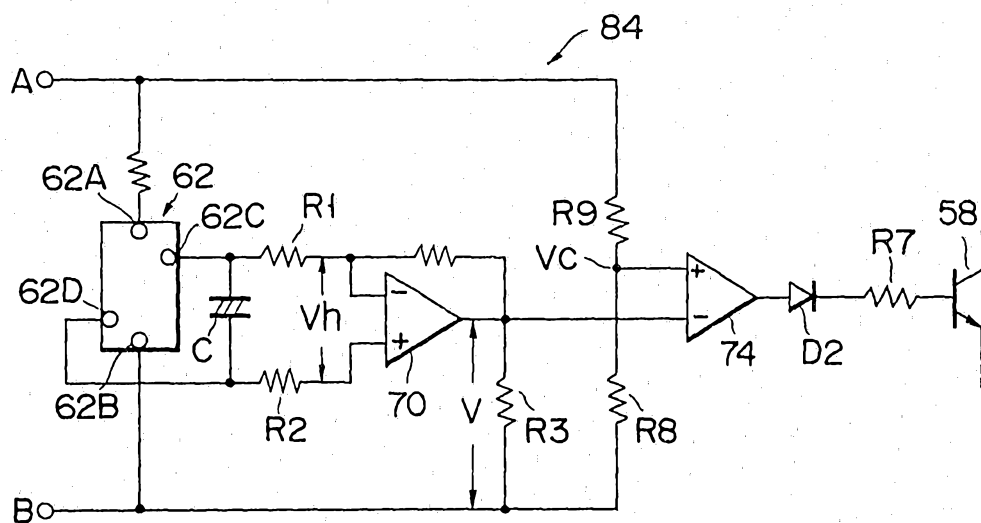 84
A
62A
62
62C
R1
R9
58
R7
VC
62D
C
Vh
−
+
+
−
74
D2
62B
R2
70
V
R3
R8
B